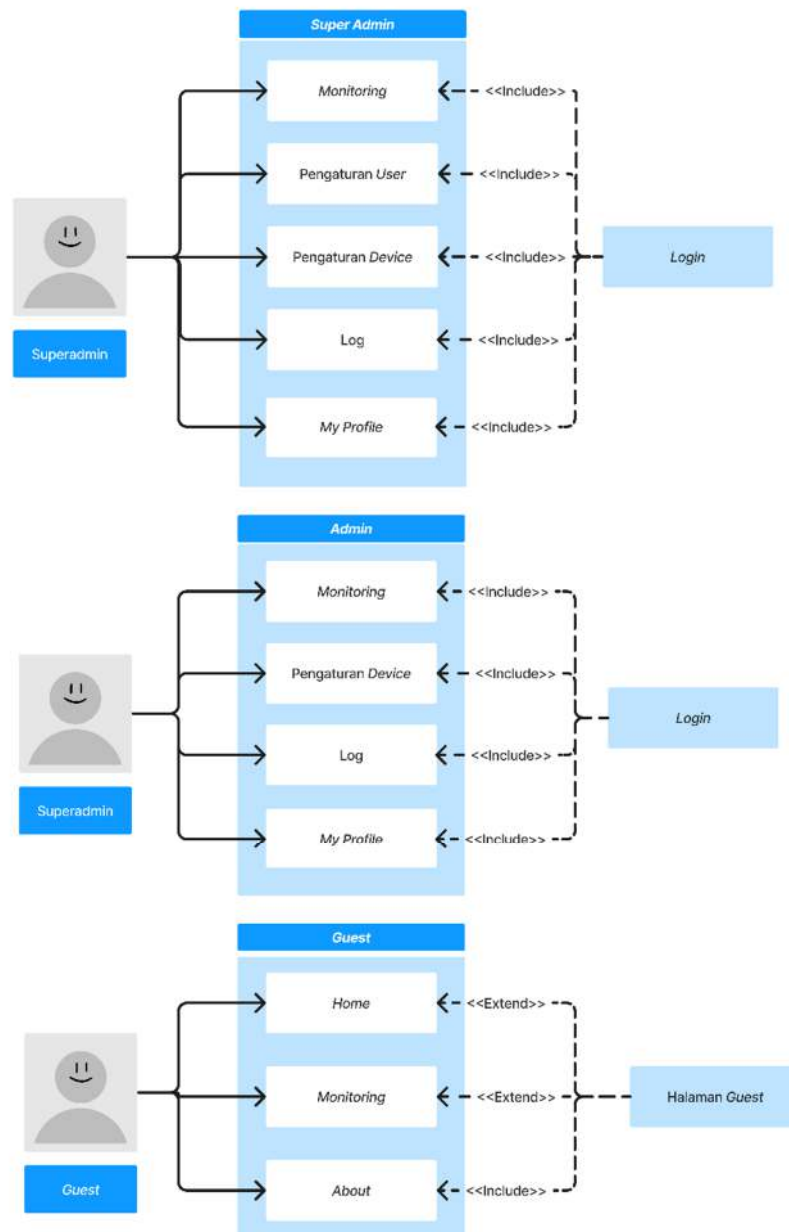 Super Admin
Monitoring
<<Include>>
Pengaturan User
<<Include>>
Pengaturan Device
<<Include>>
Login
Log
<<Include>>
Superadmin
My Profile
<<Include>>
Admin
Monitoring
<<Include>>
Pengaturan Device
<<Include>>
Login
Log
<<Include>>
Superadmin
My Profile
<<Include>>
Guest
Home
<<Extend>>
Monitoring
<<Extend>>
Halaman Guest
Guest
About
<<Include>>